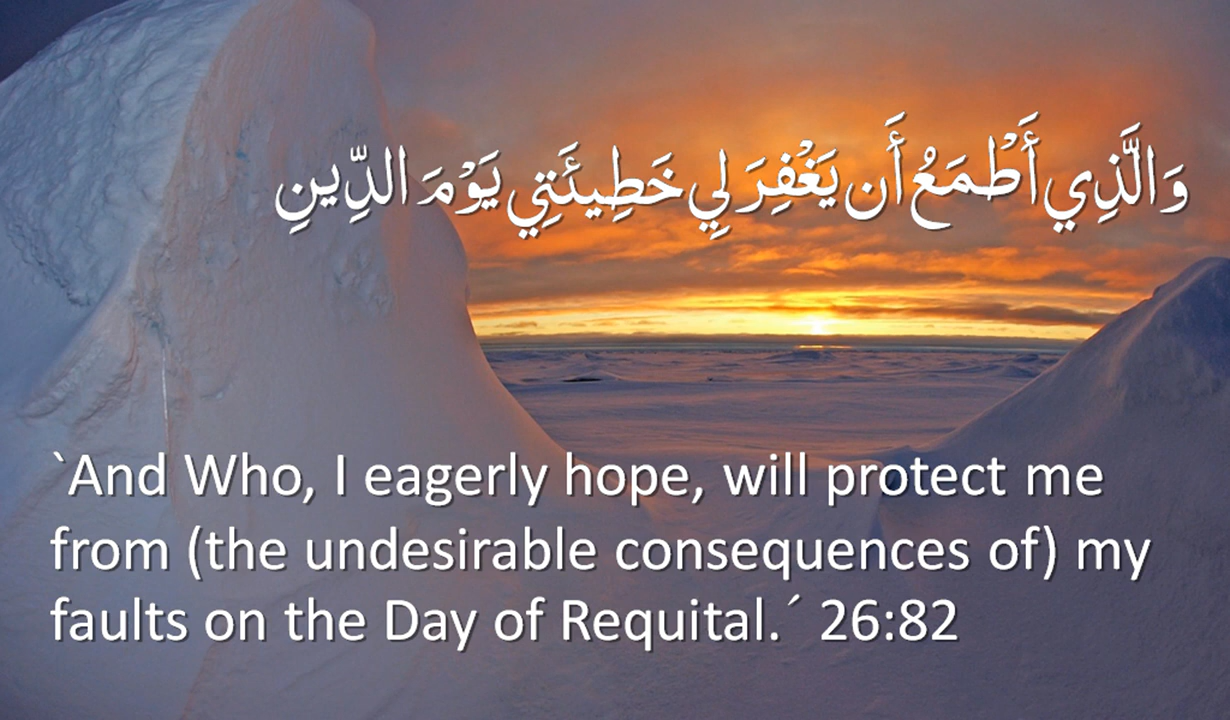 وَالَّذِي أَطْمَعُ أَن يَغْفِرَ لِي خَطِيئَتِي يَوْمَ الدِّينِ
`And Who, I eagerly hope, will protect me
from (the undesirable consequences of) my
faults on the Day of Requital.´ 26:82